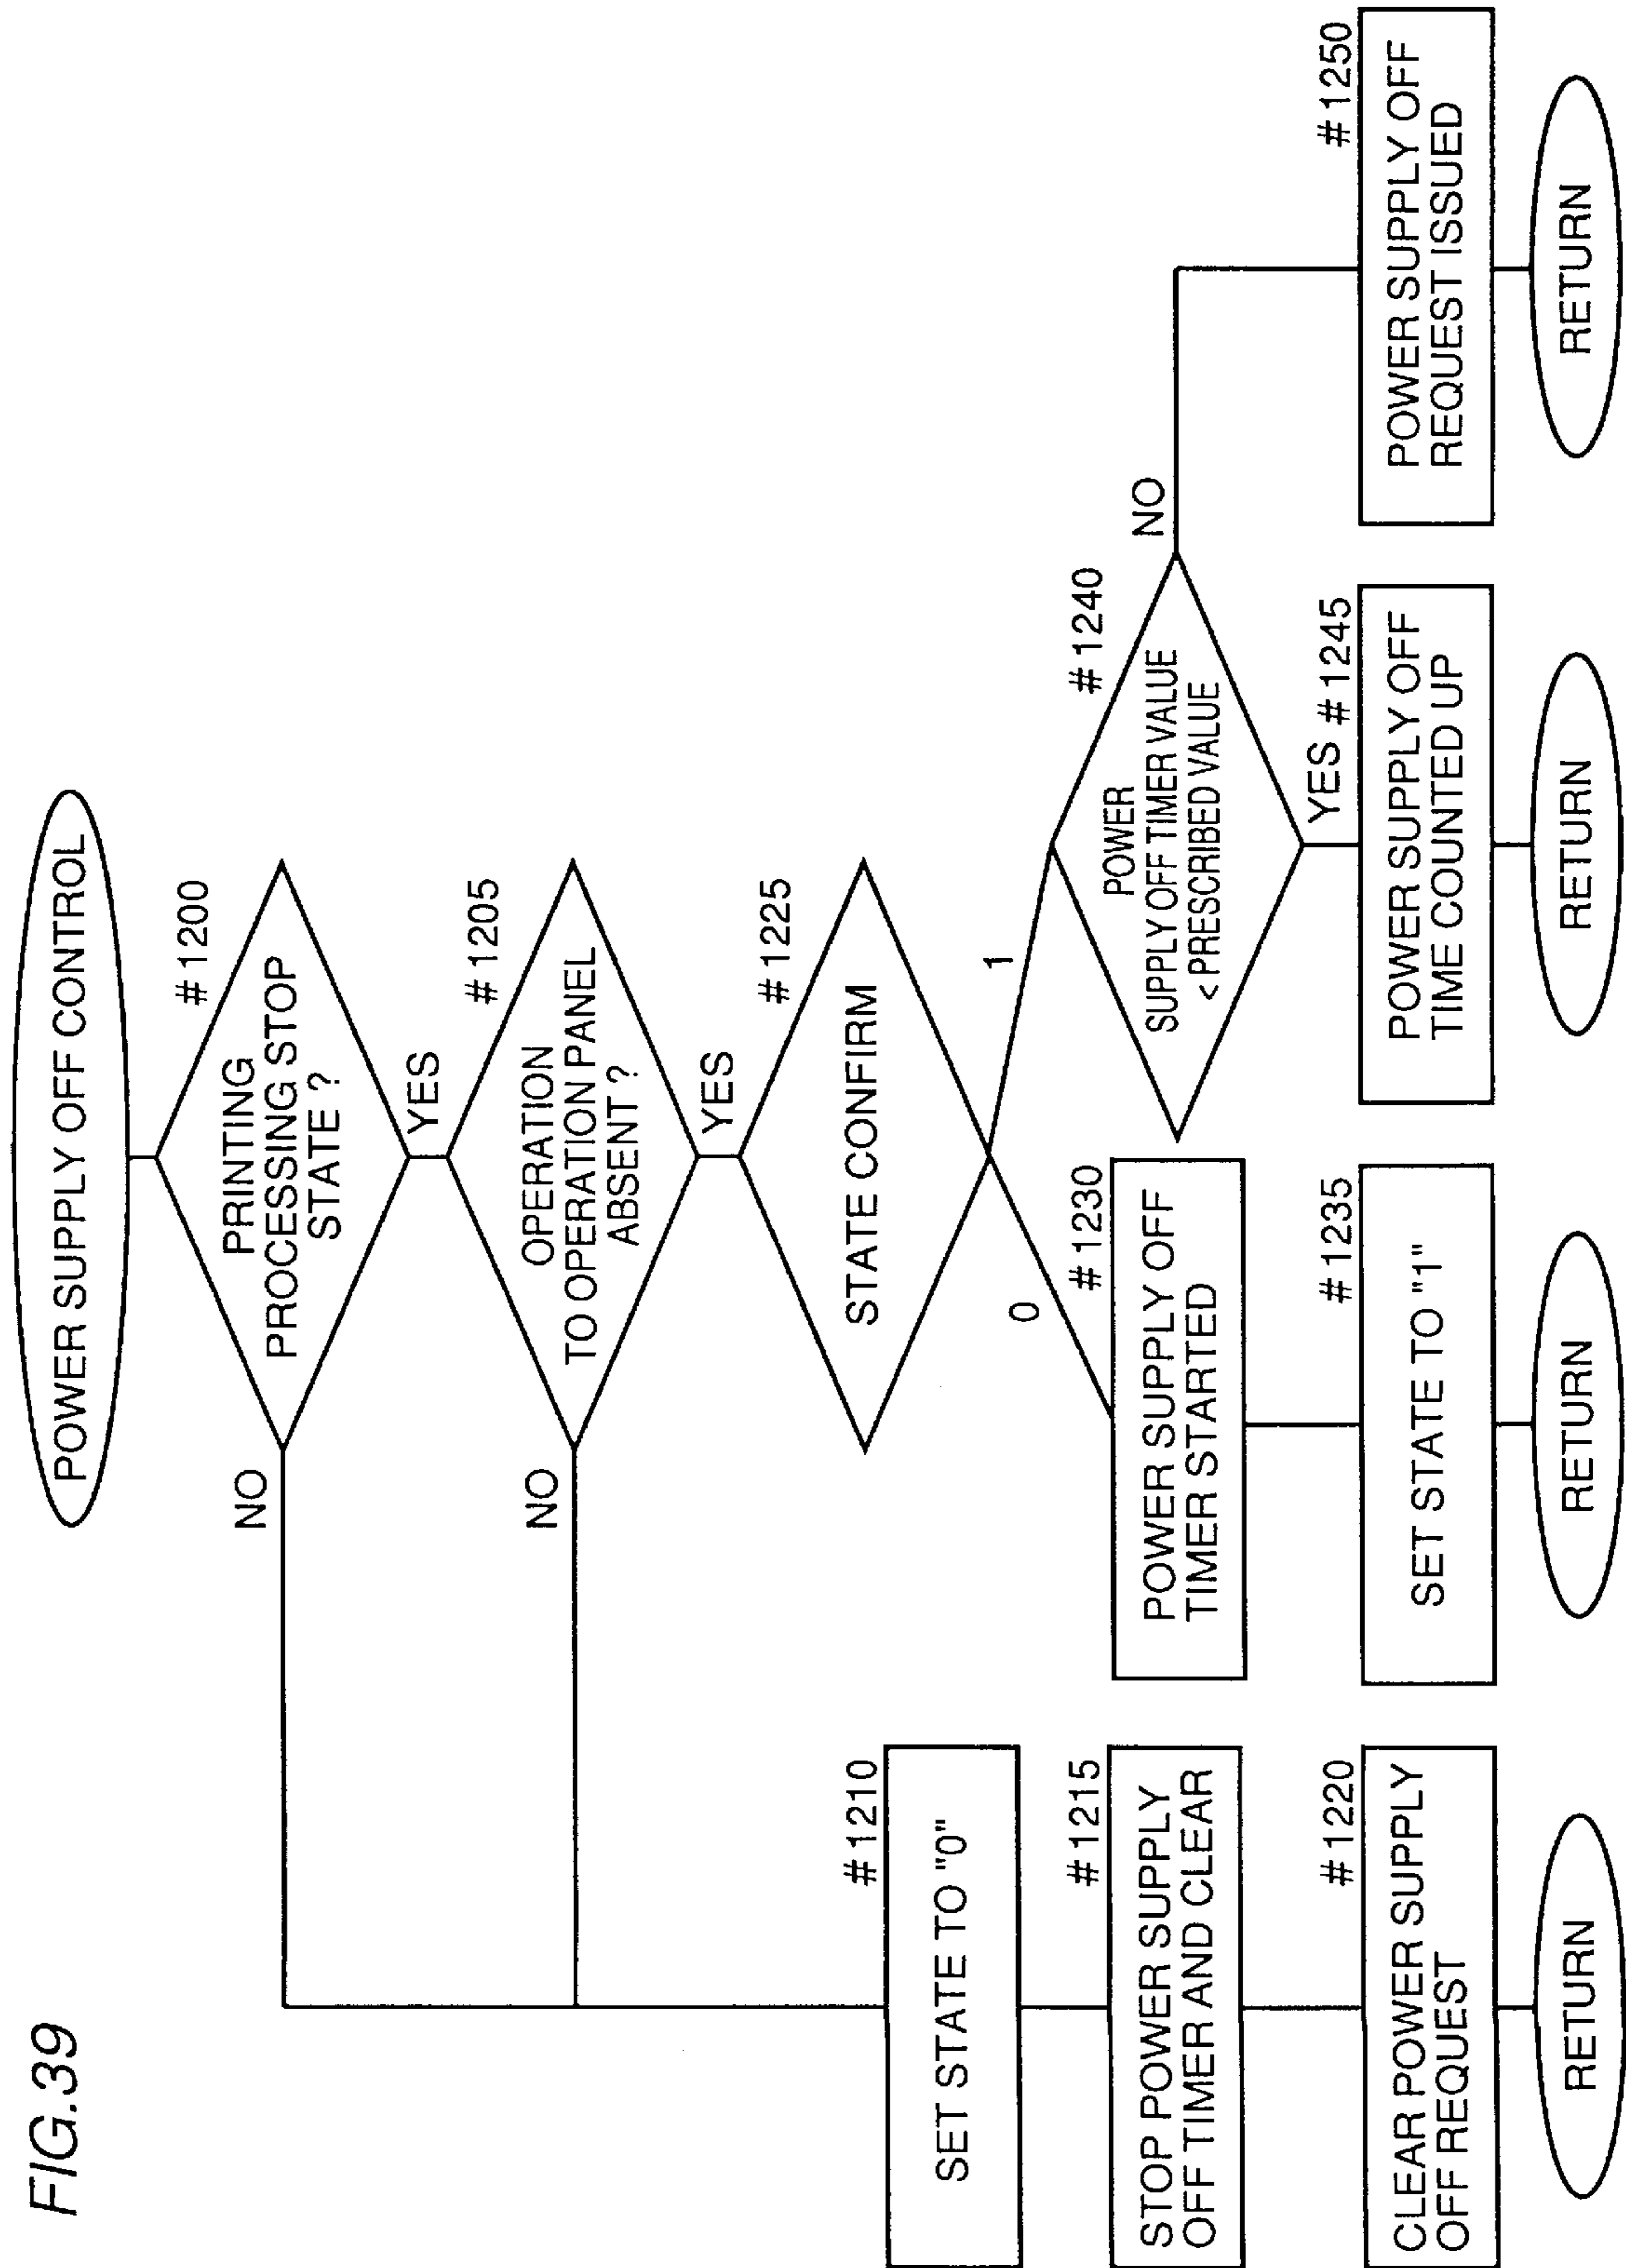 FIG.39
POWER SUPPLY OFF CONTROL
# 1200
PRINTING
PROCESSING STOP
STATE ?
NO
YES
# 1205
OPERATION
TO OPERATION PANEL
ABSENT ?
NO
YES
# 1225
STATE CONFIRM
0
1
# 1210
SET STATE TO "0"
# 1215
STOP POWER SUPPLY
OFF TIMER AND CLEAR
# 1220
CLEAR POWER SUPPLY
OFF REQUEST
RETURN
# 1230
POWER SUPPLY OFF
TIMER STARTED
# 1235
SET STATE TO "1"
RETURN
# 1240
POWER
SUPPLY OFF TIMER VALUE
< PRESCRIBED VALUE
NO
YES
# 1245
POWER SUPPLY OFF
TIME COUNTED UP
RETURN
# 1250
POWER SUPPLY OFF
REQUEST ISSUED
RETURN